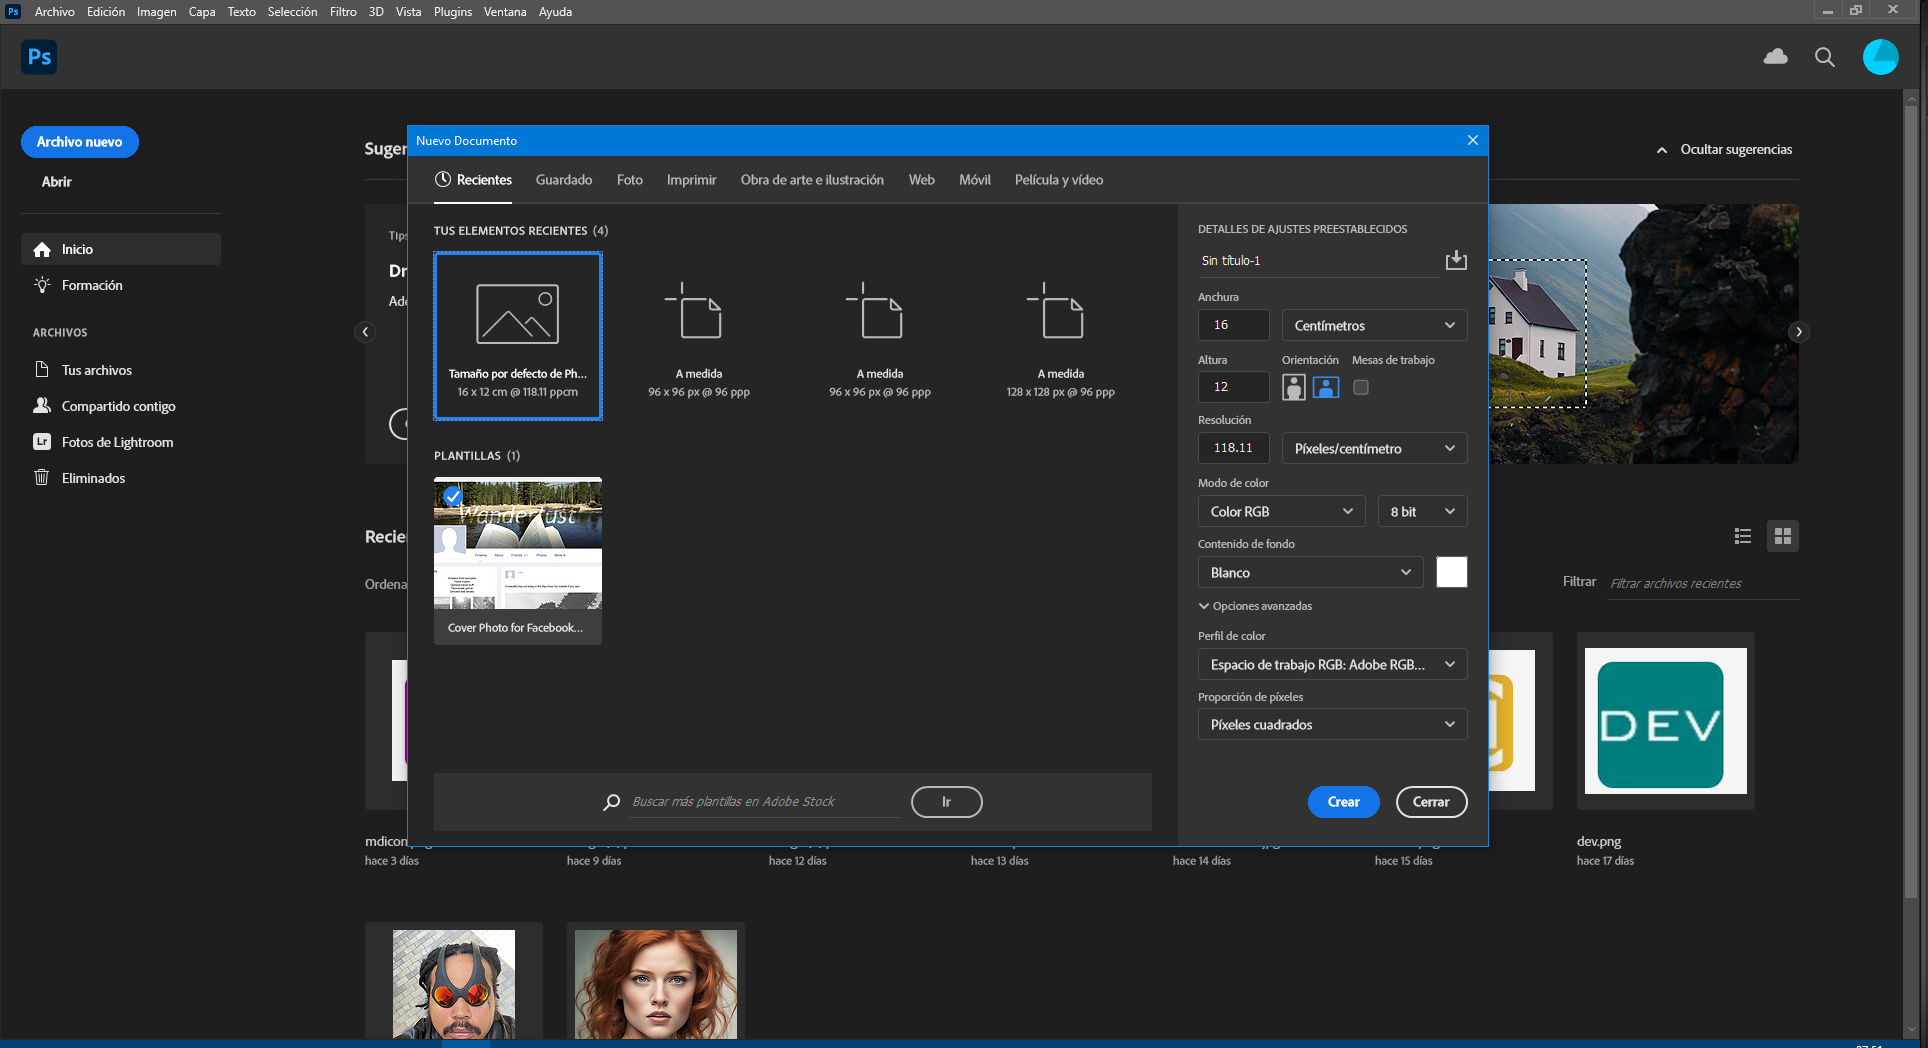 Ps Archivo Edición Imagen Capa Texto Selección Filtro 3D Vista Plugins Ventana Ayuda
Ps
Archivo nuevo
Abrir
Inicio
Formación
ARCHIVOS
Tus archivos
Compartido contigo
Lr Fotos de Lightroom
Eliminados
Ocultar sugerencias
Nuevo Documento
Recientes Guardado Foto Imprimir Obra de arte e ilustración Web Móvil Película y vídeo
TUS ELEMENTOS RECIENTES (4)
Tamaño por defecto de Ph...
16 x 12 cm @ 118.11 ppcm
A medida
96 x 96 px @ 96 ppp
A medida
96 x 96 px @ 96 ppp
A medida
128 x 128 px @ 96 ppp
PLANTILLAS (1)
Wanderlust
Cover Photo for Facebook...
Buscar más plantillas en Adobe Stock
Ir
DETALLES DE AJUSTES PREESTABLECIDOS
Sin título-1
Anchura
16 Centímetros
Altura Orientación Mesas de trabajo
12
Resolución
118.11 Píxeles/centímetro
Modo de color
Color RGB 8 bit
Contenido de fondo
Blanco
Opciones avanzadas
Perfil de color
Espacio de trabajo RGB: Adobe RGB...
Proporción de píxeles
Píxeles cuadrados
Crear Cerrar
Filtrar Filtrar archivos recientes
DEV
dev.png
hace 3 días hace 9 días hace 12 días hace 13 días hace 14 días hace 15 días hace 17 días